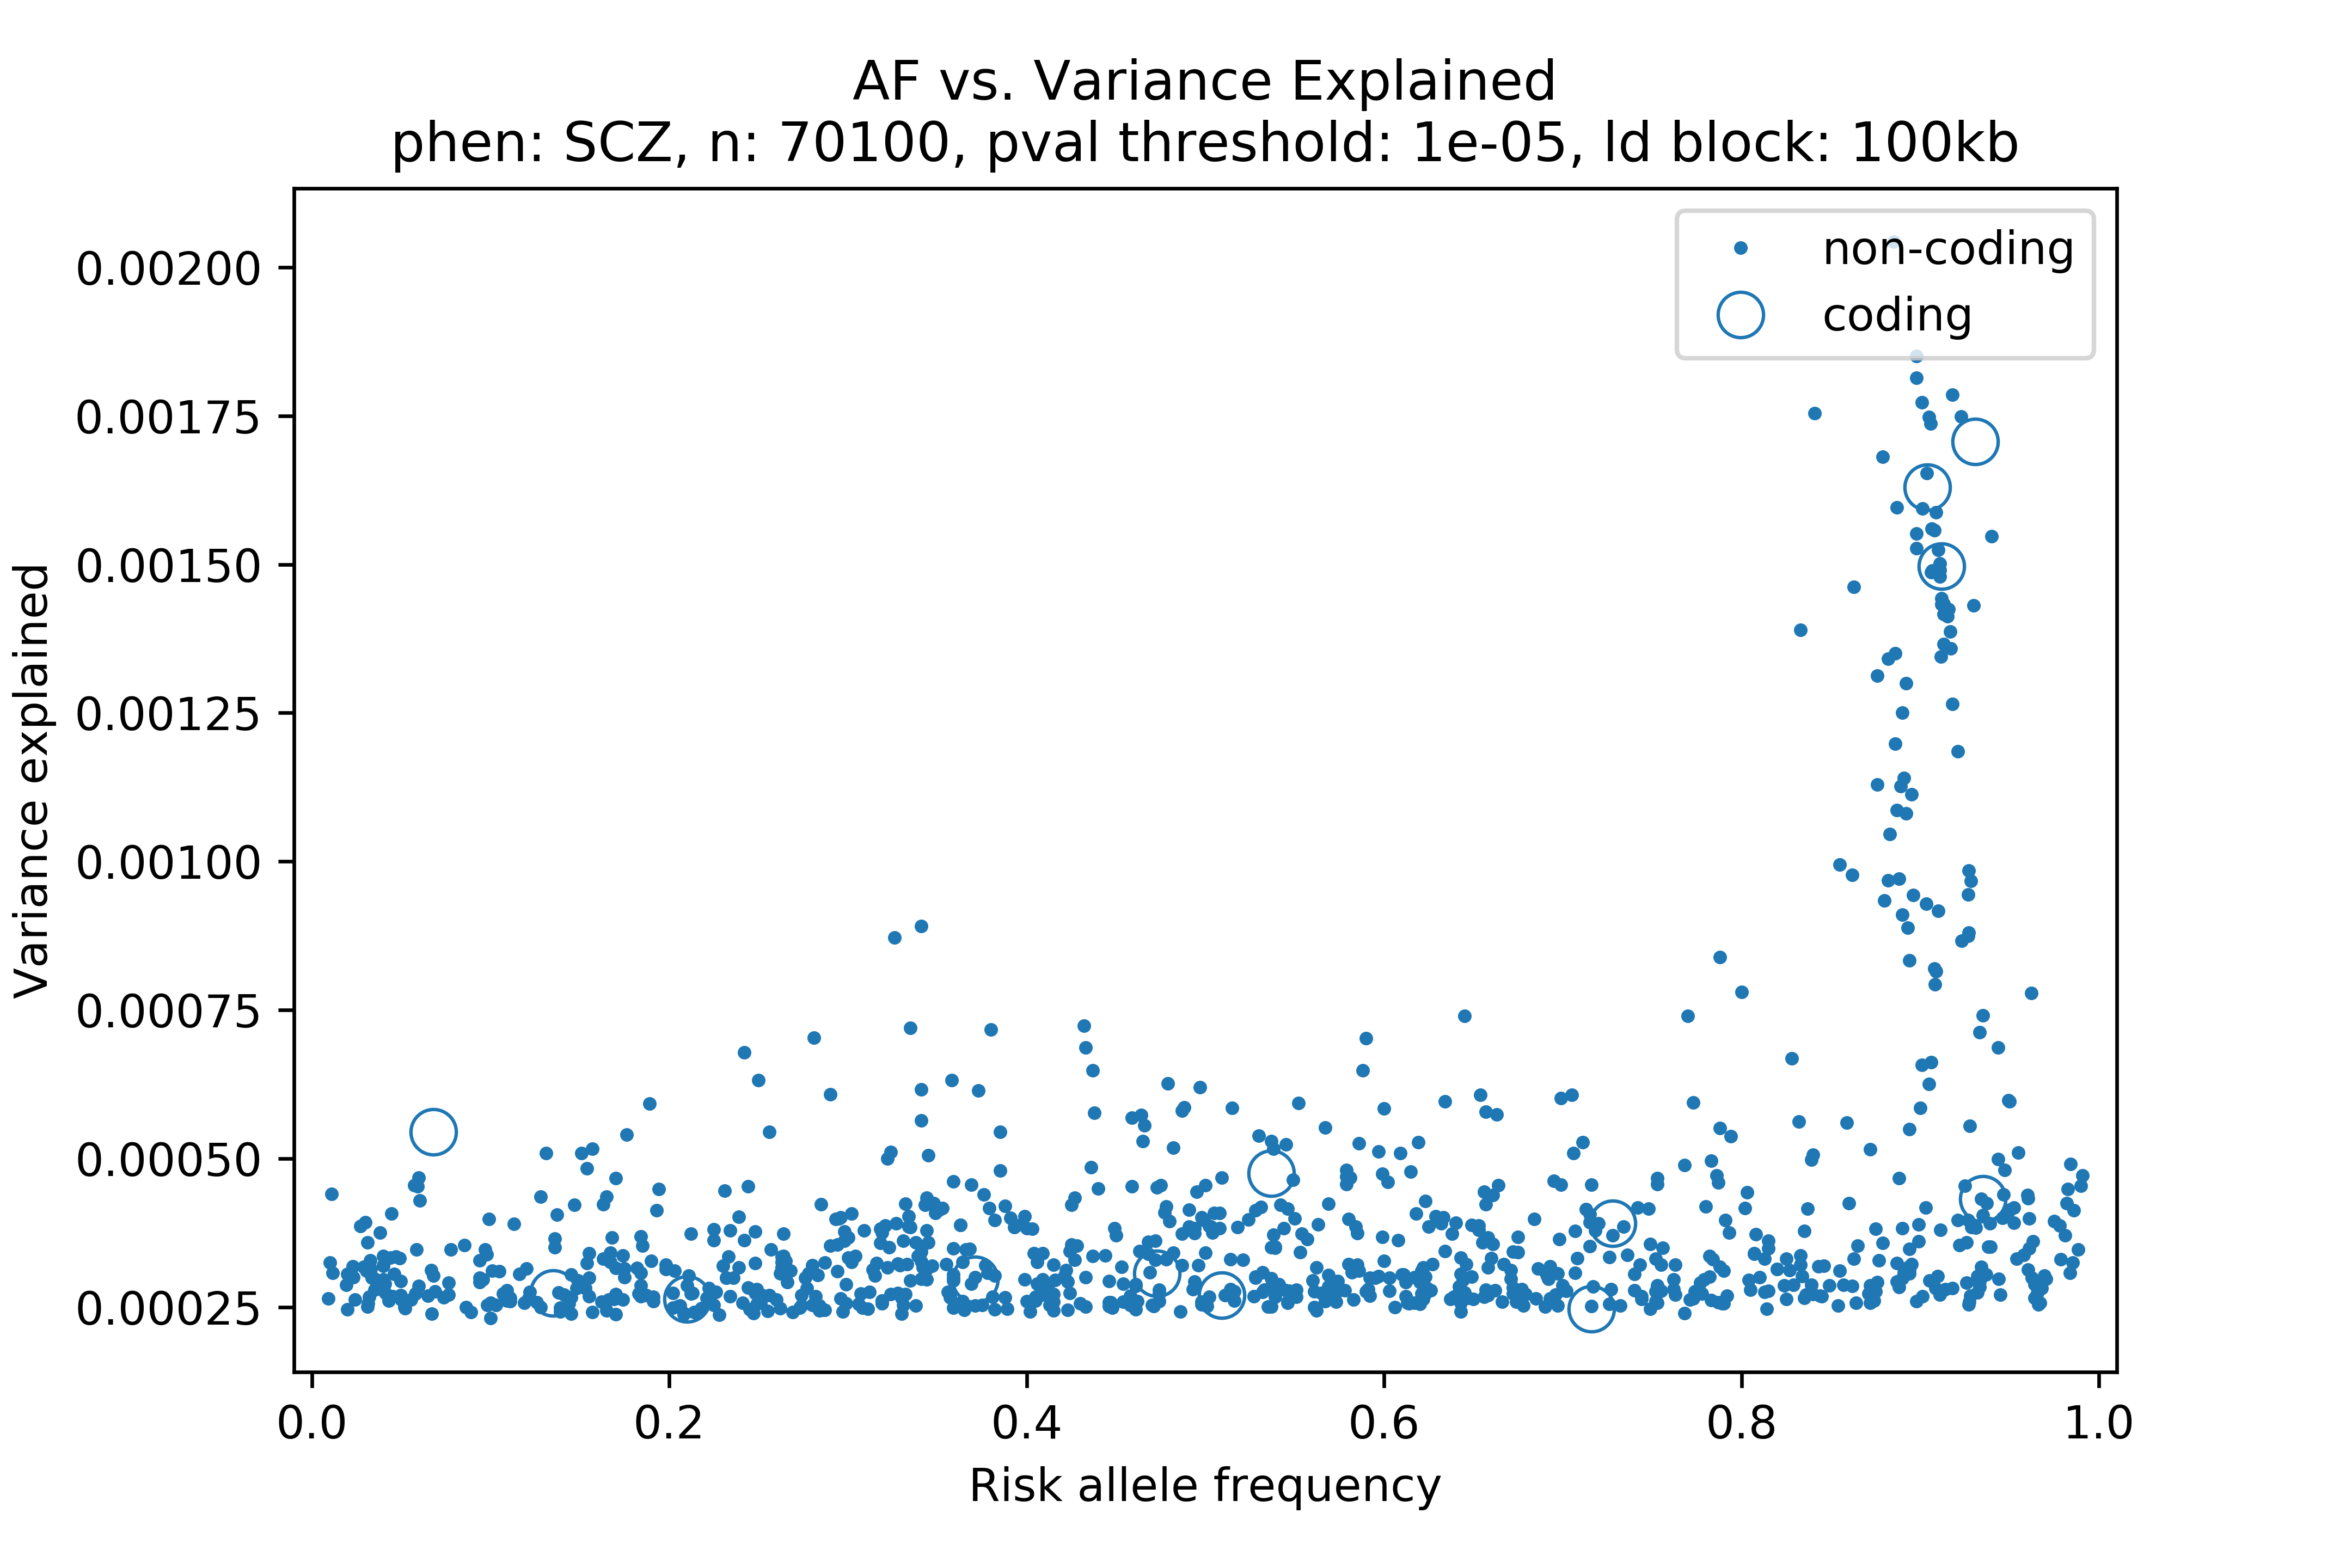 AF vs. Variance Explained
phen: SCZ, n: 70100, pval threshold: 1e-05, ld block: 100kb
non-coding
coding
0.00200
0.00175
0.00150
0.00125
0.00100
0.00075
0.00050
0.00025
Variance explained
0.0 0.2 0.4 0.6 0.8 1.0
Risk allele frequency